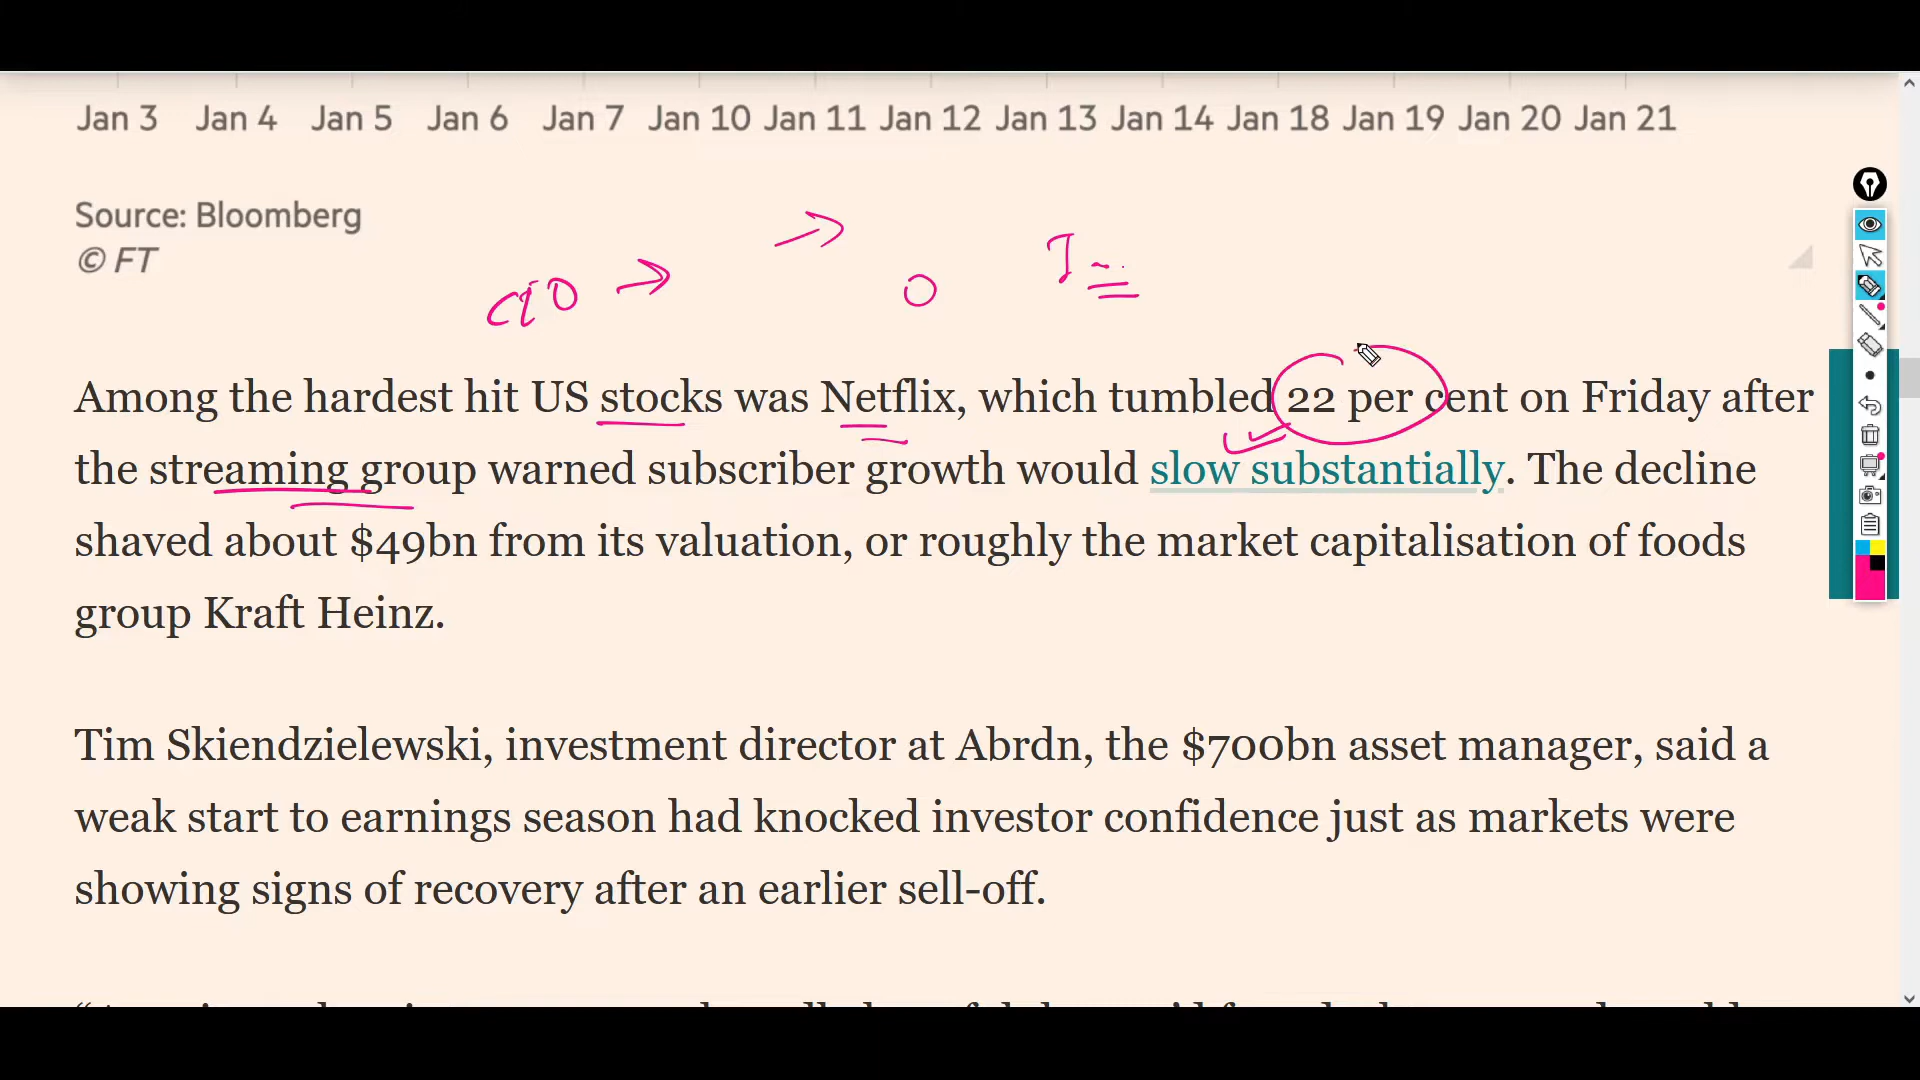 Jan 3 Jan 4 Jan 5 Jan 6 Jan 7 Jan 10 Jan 11 Jan 12 Jan 13 Jan 14 Jan 18 Jan 19 Jan 20 Jan 21
Source: Bloomberg
© FT
Among the hardest hit US stocks was Netflix, which tumbled 22 per cent on Friday after
the streaming group warned subscriber growth would slow substantially. The decline
shaved about $49bn from its valuation, or roughly the market capitalisation of foods
group Kraft Heinz.
Tim Skiendzielewski, investment director at Abrdn, the $700bn asset manager, said a
weak start to earnings season had knocked investor confidence just as markets were
showing signs of recovery after an earlier sell-off.